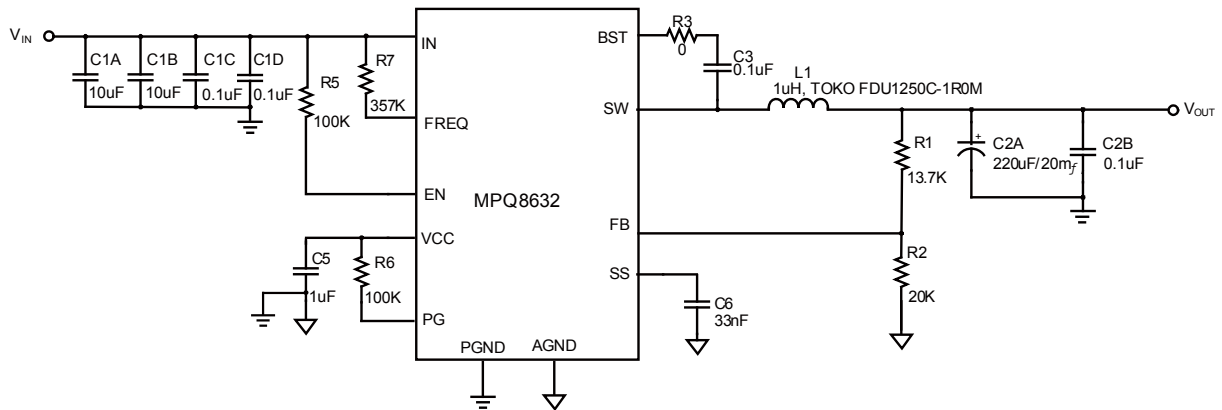 VIN
C1A
10uF
C1B
10uF
C1C
0.1uF
C1D
0.1uF
R5
100K
R7
357K
IN
FREQ
EN
VCC
PG
C5
1uF
R6
100K
MPQ8632
PGND
AGND
BST
SW
FB
SS
R3
0
C3
0.1uF
L1
1uH, TOKO FDU1250C-1R0M
R1
13.7K
R2
20K
C6
33nF
+
C2A
220uF/20mƒ
C2B
0.1uF
VOUT